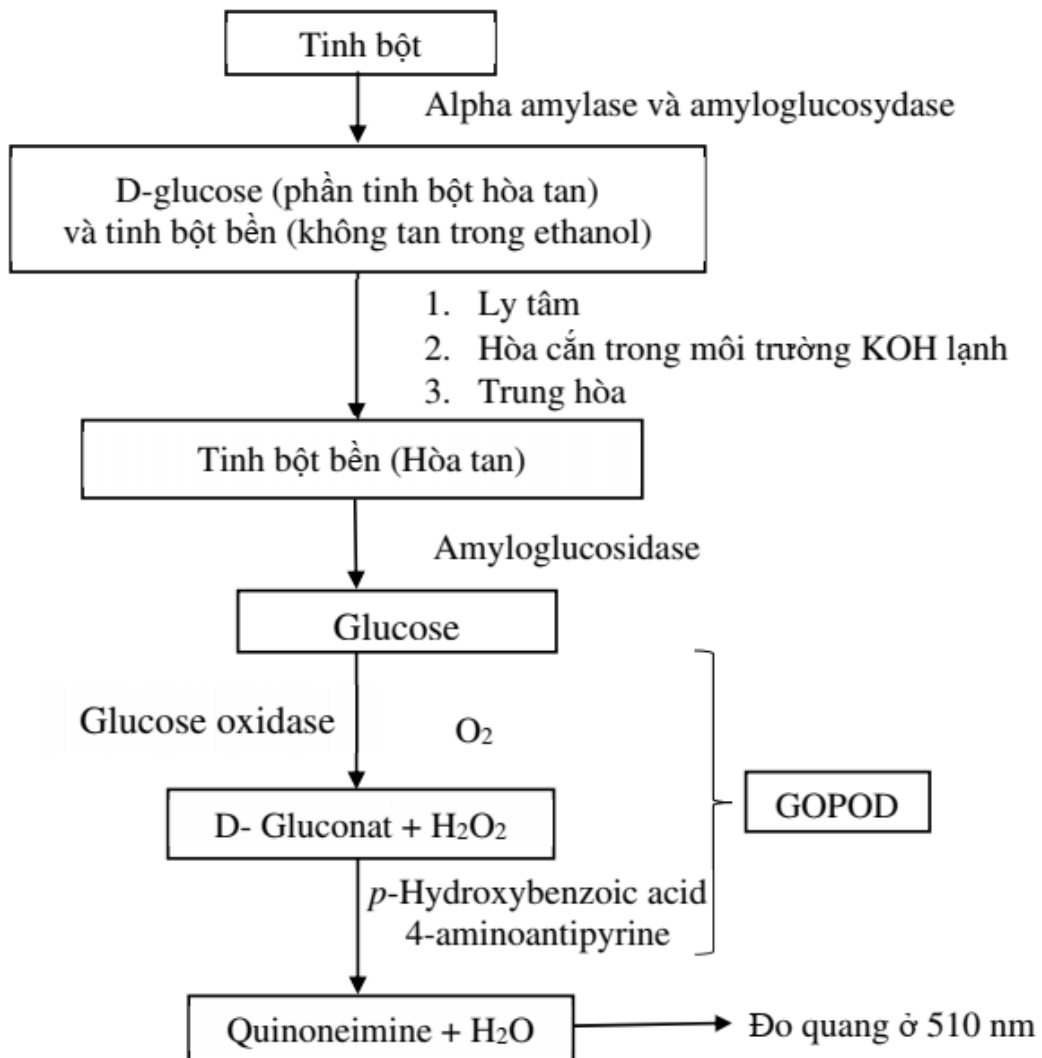 Tinh bột
Alpha amylase và amyloglucosydase
D-glucose (phần tinh bột hòa tan)
và tinh bột bền (không tan trong ethanol)
1. Ly tâm
2. Hòa cắn trong môi trường KOH lạnh
3. Trung hòa
Tinh bột bền (Hòa tan)
Amyloglucosidase
Glucose
Glucose oxidase
O₂
D- Gluconat + H₂O₂
GOPOD
p-Hydroxybenzoic acid
4-aminoantipyrine
Quinoneimine + H₂O
Đo quang ở 510 nm